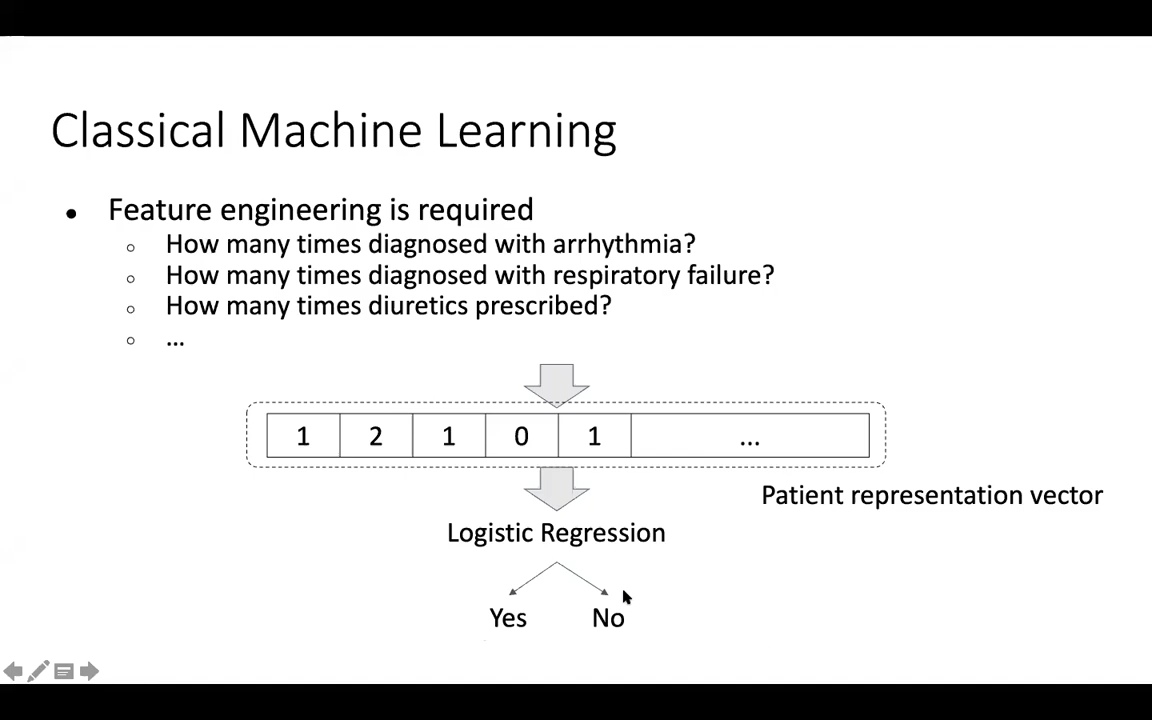 Classical Machine Learning
● Feature engineering is required
○ How many times diagnosed with arrhythmia?
○ How many times diagnosed with respiratory failure?
○ How many times diuretics prescribed?
○ ...
1 2 1 0 1 ...
Patient representation vector
Logistic Regression
Yes No